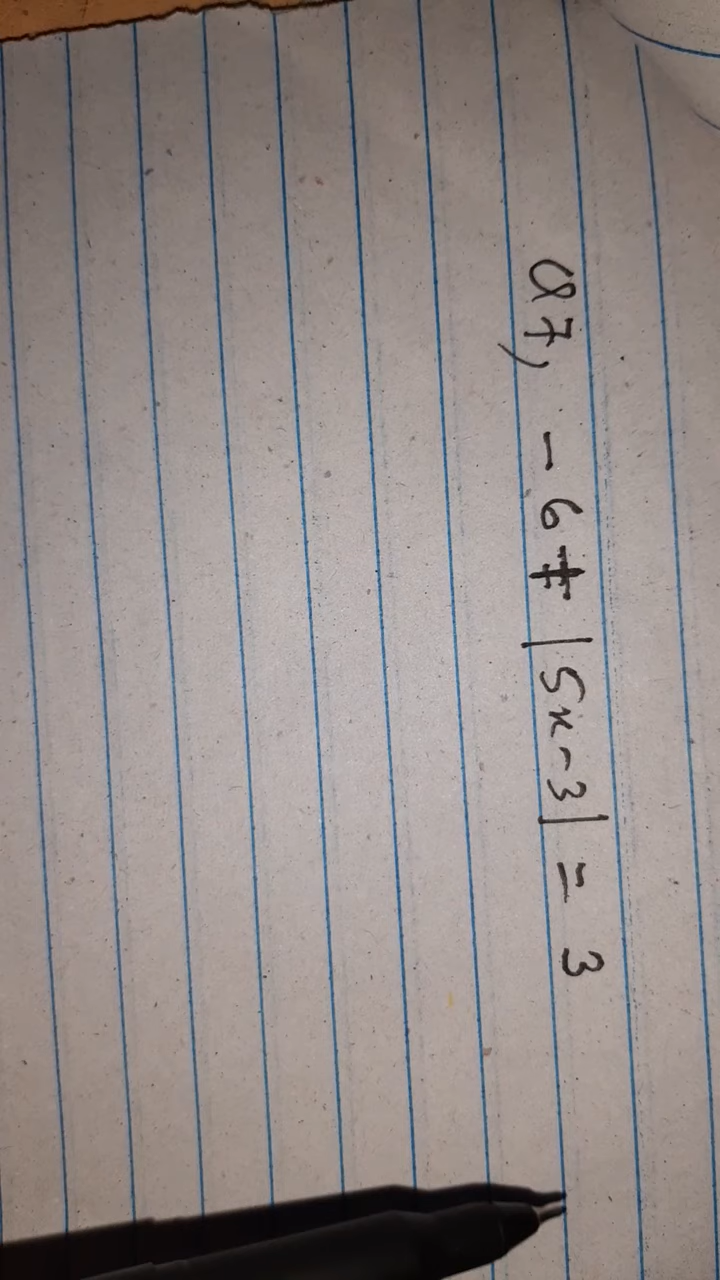 Q7, - 6 + |5x-3| = 3